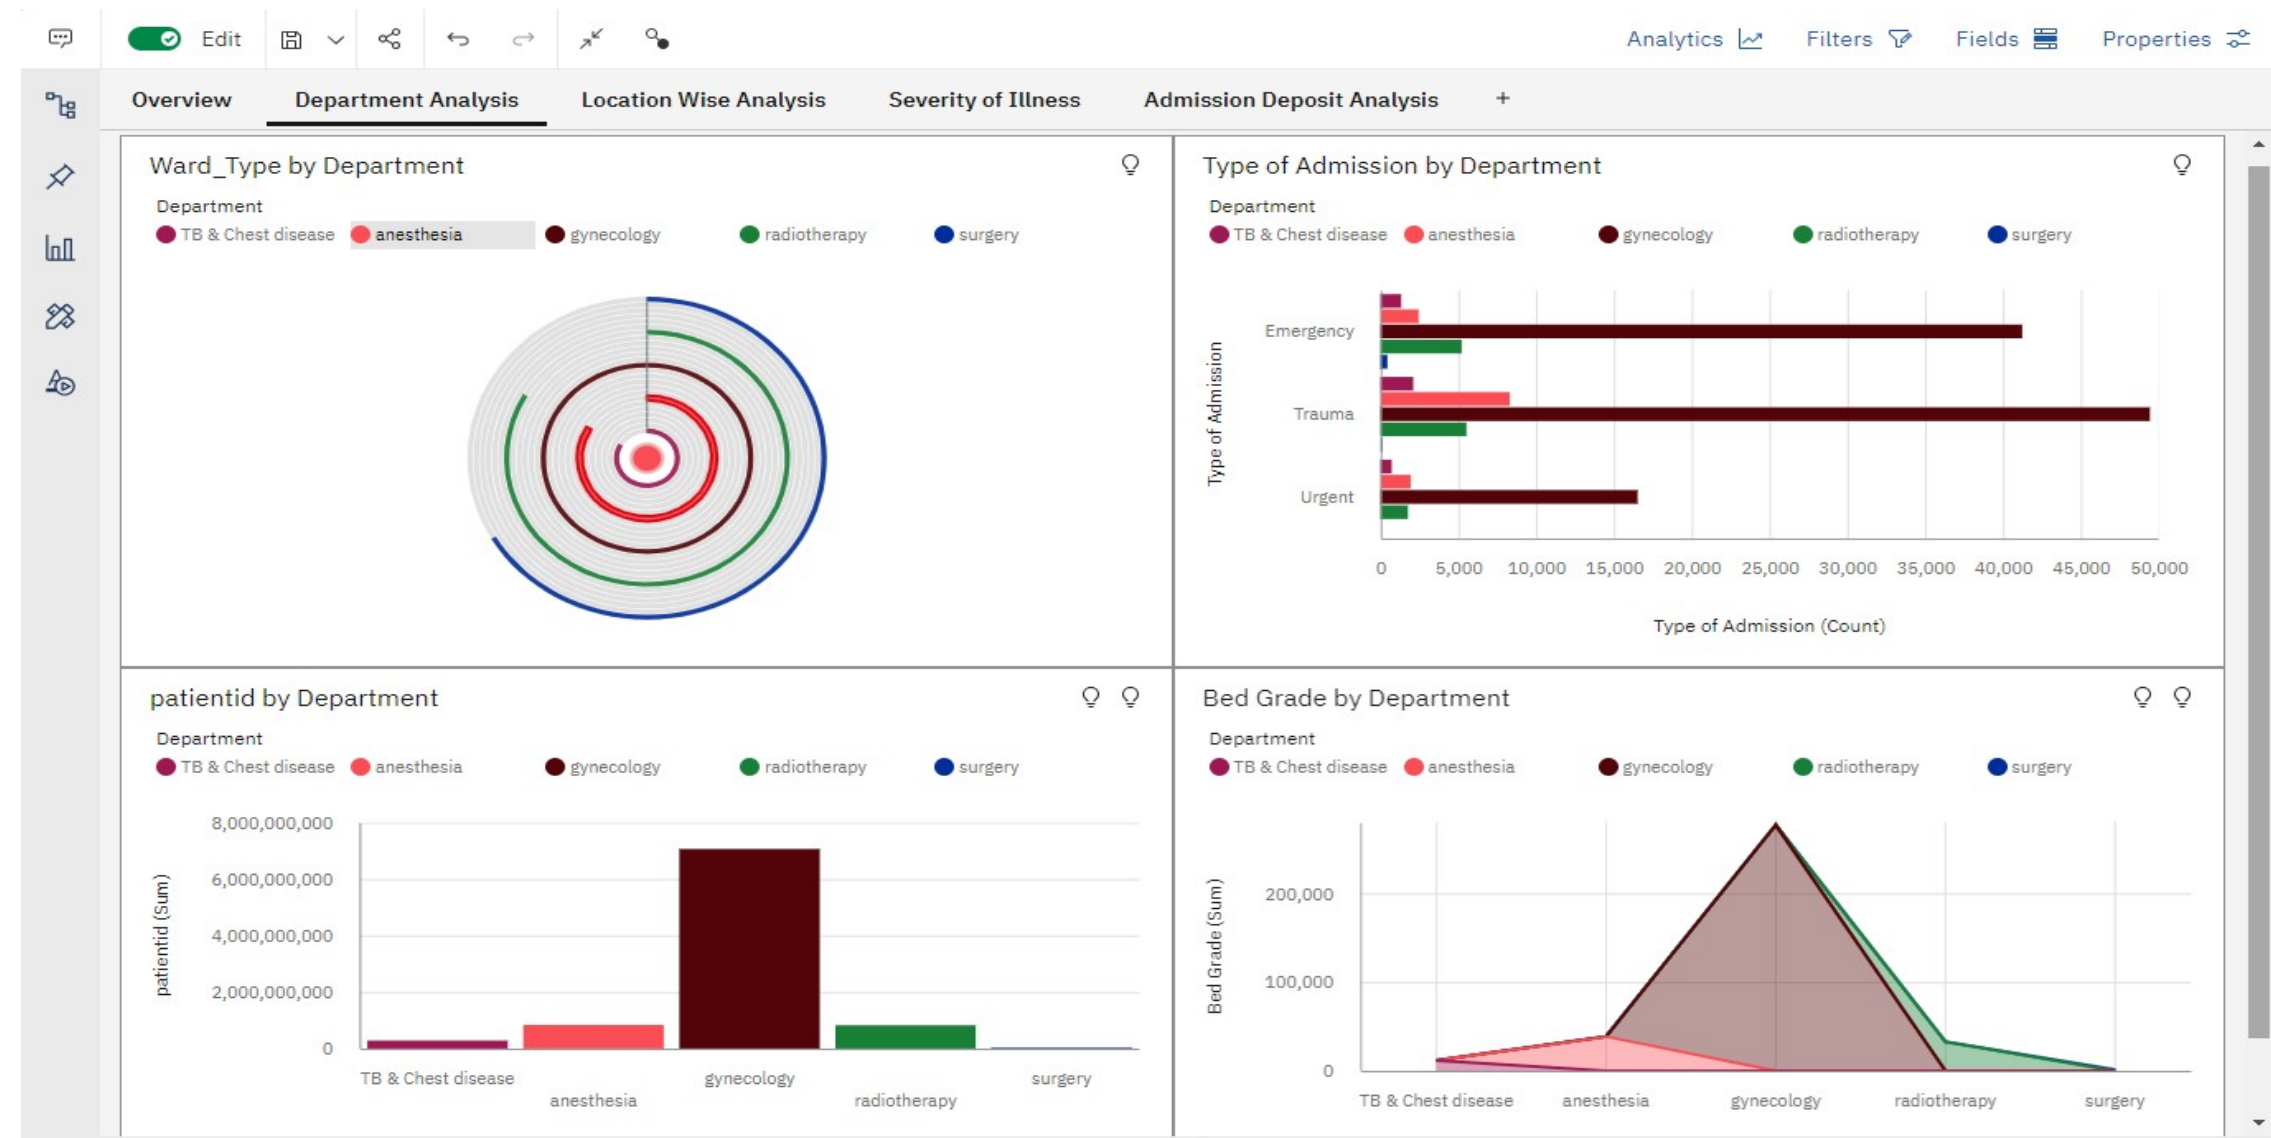 Edit
Analytics
Filters
Fields
Properties
Overview
Department Analysis
Location Wise Analysis
Severity of Illness
Admission Deposit Analysis
+
Ward_Type by Department
Department
TB & Chest disease
anesthesia
gynecology
radiotherapy
surgery
Type of Admission by Department
Department
TB & Chest disease
anesthesia
gynecology
radiotherapy
surgery
Type of Admission
Emergency
Trauma
Urgent
0
5,000
10,000
15,000
20,000
25,000
30,000
35,000
40,000
45,000
50,000
Type of Admission (Count)
patientid by Department
Department
TB & Chest disease
anesthesia
gynecology
radiotherapy
surgery
patientid (Sum)
8,000,000,000
6,000,000,000
4,000,000,000
2,000,000,000
0
TB & Chest disease
anesthesia
gynecology
radiotherapy
surgery
Bed Grade by Department
Department
TB & Chest disease
anesthesia
gynecology
radiotherapy
surgery
Bed Grade (Sum)
200,000
100,000
0
TB & Chest disease
anesthesia
gynecology
radiotherapy
surgery